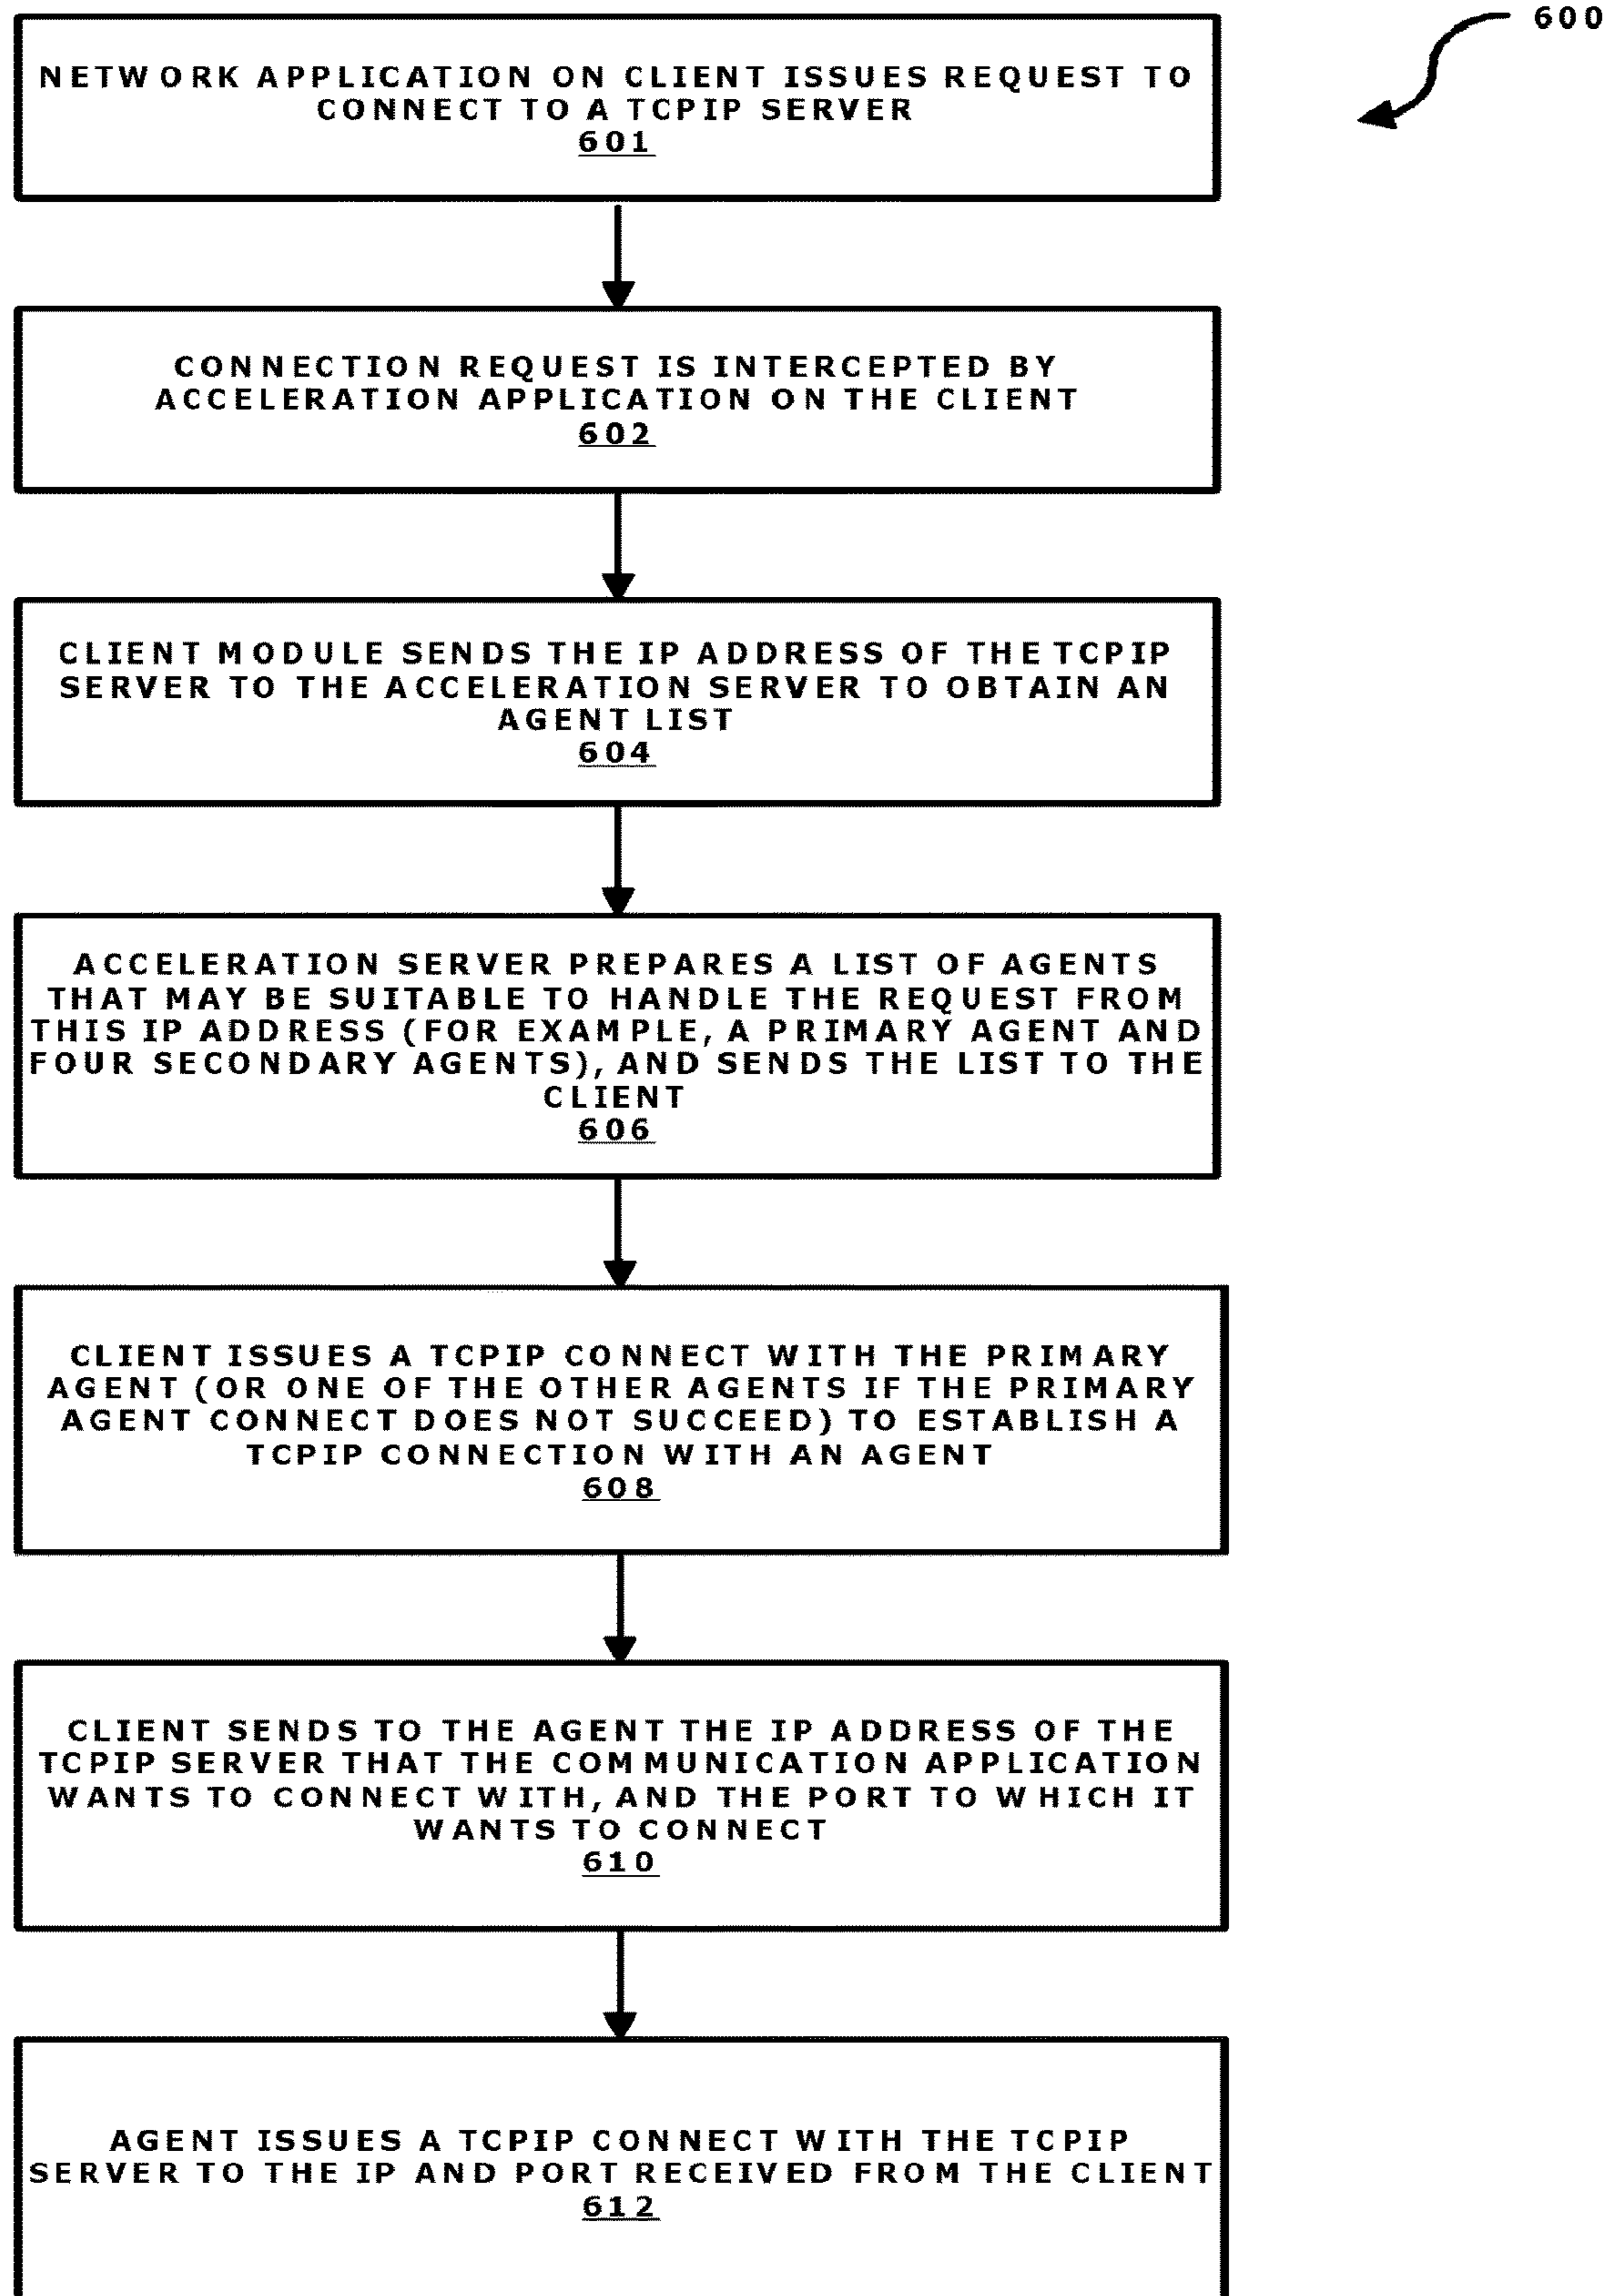 600
NETWORK APPLICATION ON CLIENT ISSUES REQUEST TO
CONNECT TO A TCPIP SERVER
601
CONNECTION REQUEST IS INTERCEPTED BY
ACCELERATION APPLICATION ON THE CLIENT
602
CLIENT MODULE SENDS THE IP ADDRESS OF THE TCPIP
SERVER TO THE ACCELERATION SERVER TO OBTAIN AN
AGENT LIST
604
ACCELERATION SERVER PREPARES A LIST OF AGENTS
THAT MAY BE SUITABLE TO HANDLE THE REQUEST FROM
THIS IP ADDRESS (FOR EXAMPLE, A PRIMARY AGENT AND
FOUR SECONDARY AGENTS), AND SENDS THE LIST TO THE
CLIENT
606
CLIENT ISSUES A TCPIP CONNECT WITH THE PRIMARY
AGENT (OR ONE OF THE OTHER AGENTS IF THE PRIMARY
AGENT CONNECT DOES NOT SUCCEED) TO ESTABLISH A
TCPIP CONNECTION WITH AN AGENT
608
CLIENT SENDS TO THE AGENT THE IP ADDRESS OF THE
TCPIP SERVER THAT THE COMMUNICATION APPLICATION
WANTS TO CONNECT WITH, AND THE PORT TO WHICH IT
WANTS TO CONNECT
610
AGENT ISSUES A TCPIP CONNECT WITH THE TCPIP
SERVER TO THE IP AND PORT RECEIVED FROM THE CLIENT
612